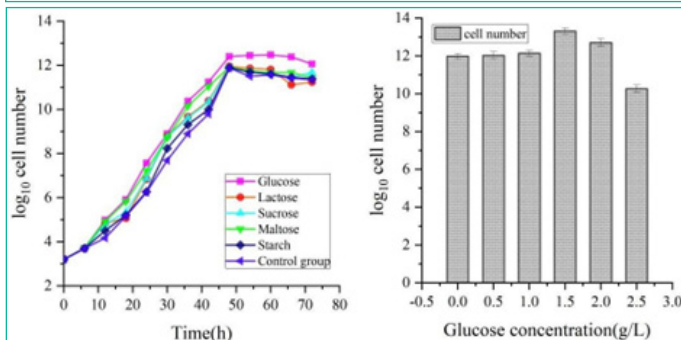 14
12
10
8
6
4
2
log10 cell number
Glucose
Lactose
Sucrose
Maltose
Starch
Control group
0 10 20 30 40 50 60 70 80
Time(h)
14
12
10
8
6
4
2
0
log10 cell number
cell number
-0.5 0.0 0.5 1.0 1.5 2.0 2.5 3.0
Glucose concentration(g/L)